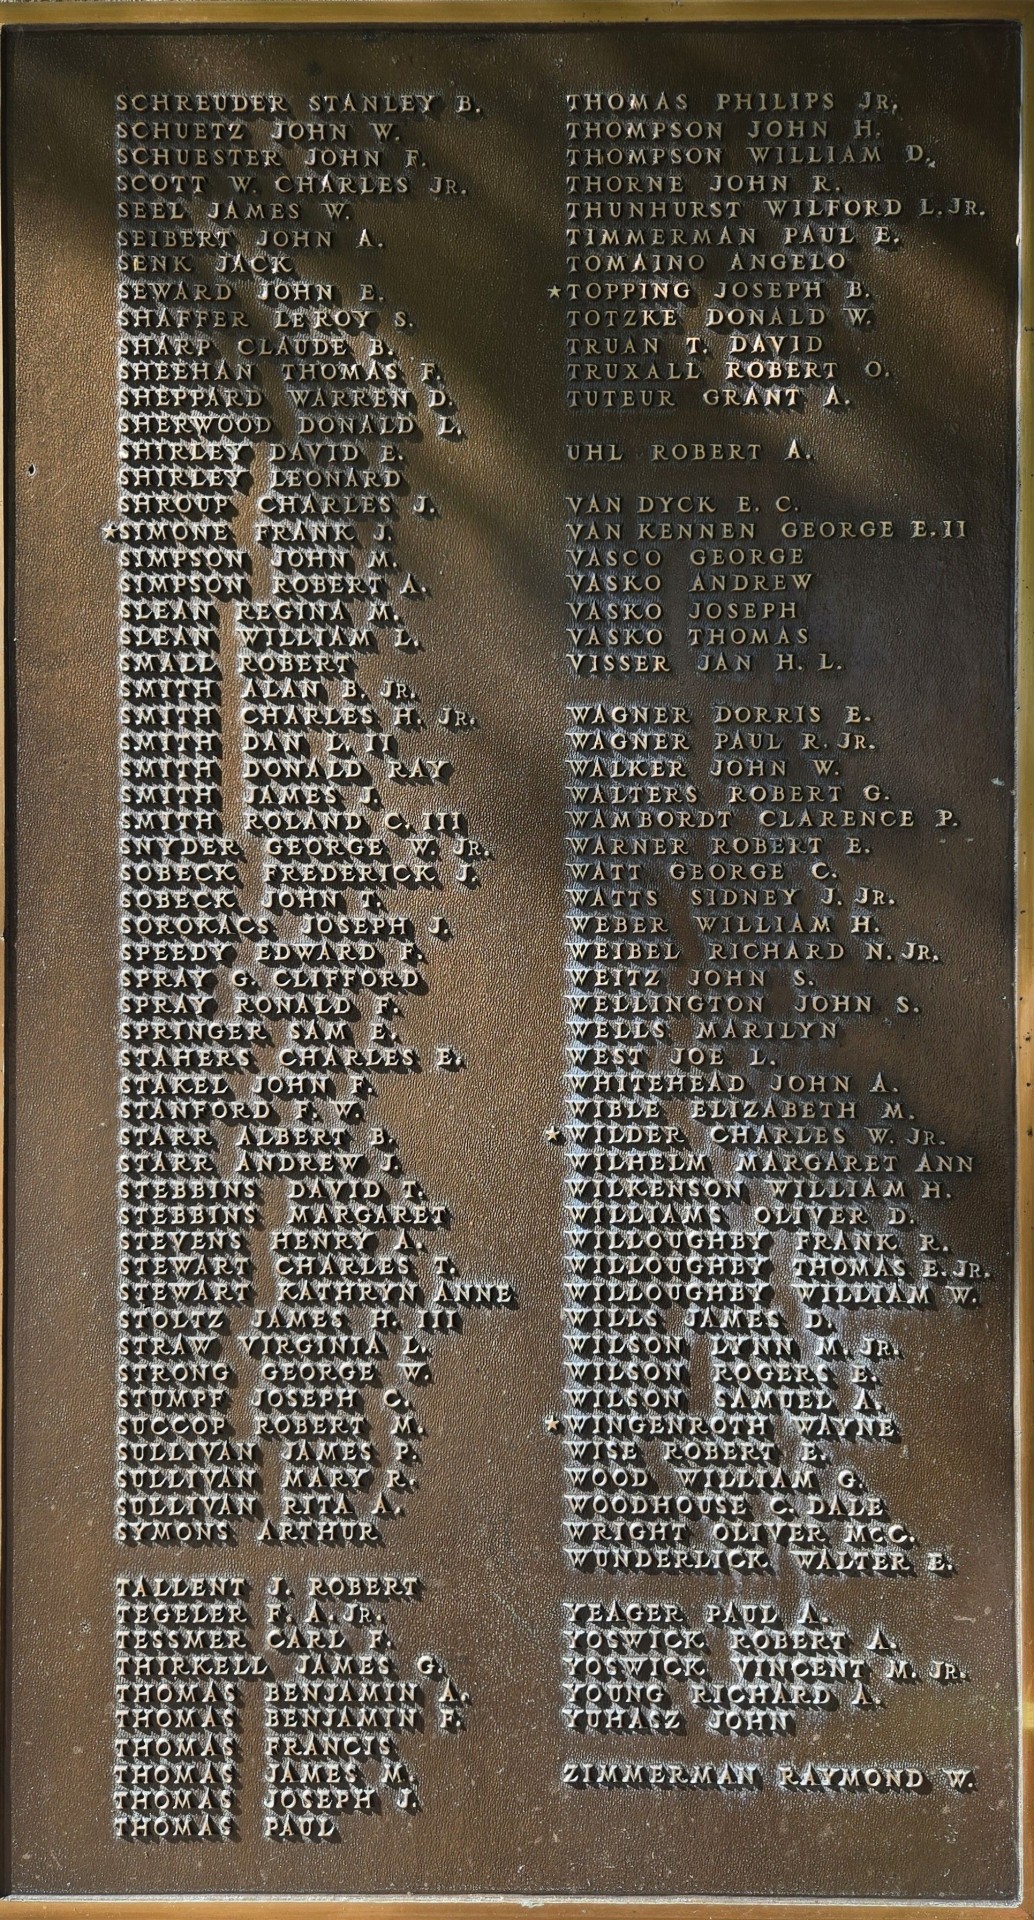 SCHREUDER STANLEY B.
SCHUETZ JOHN W.
SCHUESTER JOHN F.
SCOTT W. CHARLES JR.
SEEL JAMES W.
SEIBERT JOHN A.
SENK JACK
SEWARD JOHN E.
SHAFFER LEROY S.
SHARP CLAUDE B.
SHEEHAN THOMAS F.
SHEPPARD WARREN D.
SHERWOOD DONALD L.
SHIRLEY DAVID E.
SHIRLEY LEONARD
SHROUP CHARLES J.
★SIMONE FRANK J.
SIMPSON JOHN M.
SIMPSON ROBERT A.
SLEAN REGINA M.
SLEAN WILLIAM L.
SMALL ROBERT
SMITH ALAN B. JR.
SMITH CHARLES H. JR.
SMITH DAN L. II
SMITH DONALD RAY
SMITH JAMES J.
SMITH ROLAND C. III
SNYDER GEORGE W. JR.
SOBECK FREDERICK J.
SOBECK JOHN T.
SOROKACS JOSEPH J.
SPEEDY EDWARD F.
SPRAY G. CLIFFORD
SPRAY RONALD F.
SPRINGER SAM E.
STAHERS CHARLES E.
STAKEL JOHN F.
STANFORD F. W.
STARR ALBERT B.
STARR ANDREW J.
STEBBINS DAVID T.
STEBBINS MARGARET
STEVENS HENRY A.
STEWART CHARLES T.
STEWART KATHRYN ANNE
STOLTZ JAMES H. III
STRAW VIRGINIA L.
STRONG GEORGE W.
STUMPF JOSEPH C.
SUCCOP ROBERT M.
SULLIVAN JAMES P.
SULLIVAN MARY R.
SULLIVAN RITA A.
SYMONS ARTHUR
TALLENT J. ROBERT
TEGELER F. A. JR.
TESSMER CARL F.
THIRKELL JAMES G.
THOMAS BENJAMIN A.
THOMAS BENJAMIN F.
THOMAS FRANCIS
THOMAS JAMES M.
THOMAS JOSEPH J.
THOMAS PAUL
THOMAS PHILIPS JR.
THOMPSON JOHN H.
THOMPSON WILLIAM D.
THORNE JOHN R.
THUNHURST WILFORD L. JR.
TIMMERMAN PAUL E.
TOMAINO ANGELO
★TOPPING JOSEPH B.
TOTZKE DONALD W.
TRUAN T. DAVID
TRUXALL ROBERT O.
TUTEUR GRANT A.
UHL ROBERT A.
VAN DYCK E. C.
VAN KENNEN GEORGE E. II
VASCO GEORGE
VASKO ANDREW
VASKO JOSEPH
VASKO THOMAS
VISSER JAN H. L.
WAGNER DORRIS E.
WAGNER PAUL R. JR.
WALKER JOHN W.
WALTERS ROBERT G.
WAMBORDT CLARENCE P.
WARNER ROBERT E.
WATT GEORGE C.
WATTS SIDNEY J. JR.
WEBER WILLIAM H.
WEIBEL RICHARD N. JR.
WEITZ JOHN S.
WELLINGTON JOHN S.
WELLS MARILYN
WEST JOE L.
WHITEHEAD JOHN A.
WIBLE ELIZABETH M.
★WILDER CHARLES W. JR.
WILHELM MARGARET ANN
WILKENSON WILLIAM H.
WILLIAMS OLIVER D.
WILLOUGHBY FRANK R.
WILLOUGHBY THOMAS E. JR.
WILLOUGHBY WILLIAM W.
WILLS JAMES D.
WILSON LYNN M. JR.
WILSON ROGERS E.
WILSON SAMUEL A.
★WINGENROTH WAYNE
WISE ROBERT E.
WOOD WILLIAM G.
WOODHOUSE C. DALE
WRIGHT OLIVER MCC.
WUNDERLICK WALTER E.
YEAGER PAUL A.
YOSWICK ROBERT A.
YOSWICK VINCENT M. JR.
YOUNG RICHARD A.
YUHASZ JOHN
ZIMMERMAN RAYMOND W.